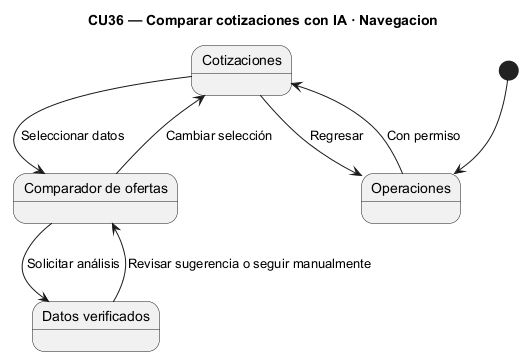 CU36 — Comparar cotizaciones con IA · Navegacion
Cotizaciones
Seleccionar datos
Cambiar selección
Regresar
Con permiso
Comparador de ofertas
Operaciones
Solicitar análisis
Revisar sugerencia o seguir manualmente
Datos verificados